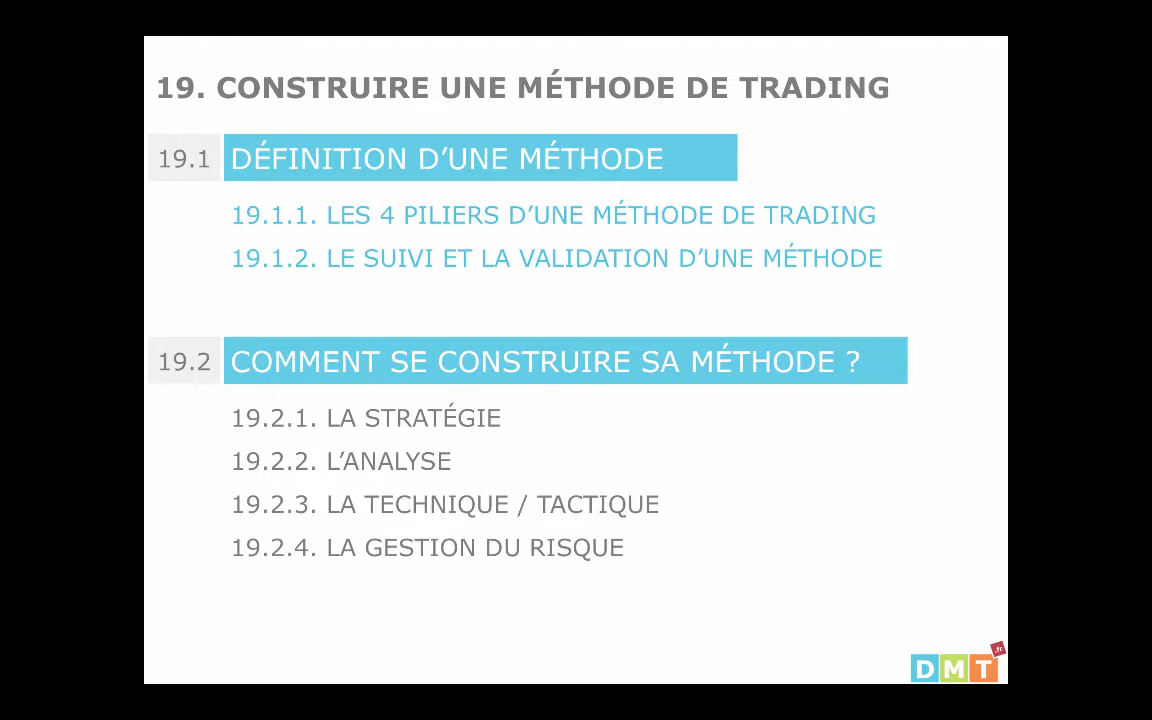 19. CONSTRUIRE UNE MÉTHODE DE TRADING
19.1 DÉFINITION D’UNE MÉTHODE
19.1.1. LES 4 PILIERS D’UNE MÉTHODE DE TRADING
19.1.2. LE SUIVI ET LA VALIDATION D’UNE MÉTHODE
19.2 COMMENT SE CONSTRUIRE SA MÉTHODE ?
19.2.1. LA STRATÉGIE
19.2.2. L’ANALYSE
19.2.3. LA TECHNIQUE / TACTIQUE
19.2.4. LA GESTION DU RISQUE
DMT.fr